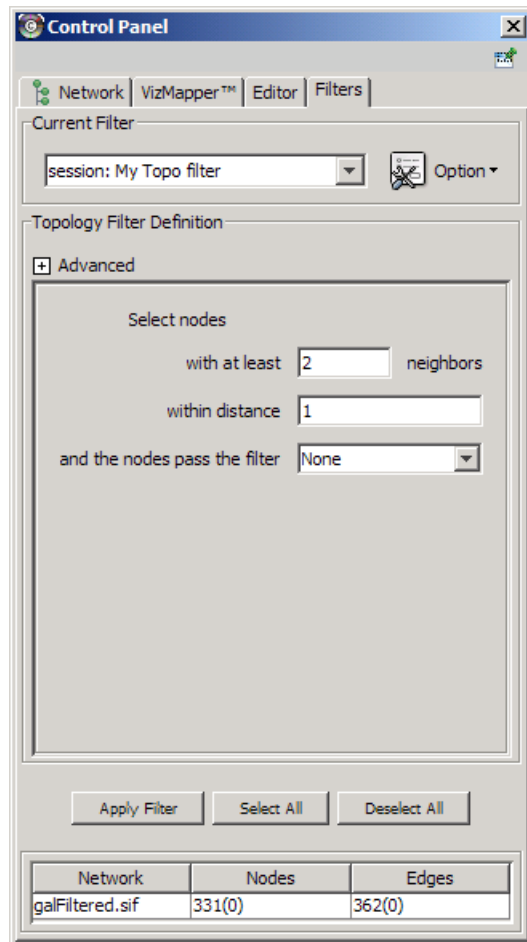 Control Panel
Network VizMapper™ Editor Filters
Current Filter
session: My Topo filter Option
Topology Filter Definition
+ Advanced
Select nodes
with at least 2 neighbors
within distance 1
and the nodes pass the filter None
Apply Filter Select All Deselect All
Network Nodes Edges
galFiltered.sif 331(0) 362(0)